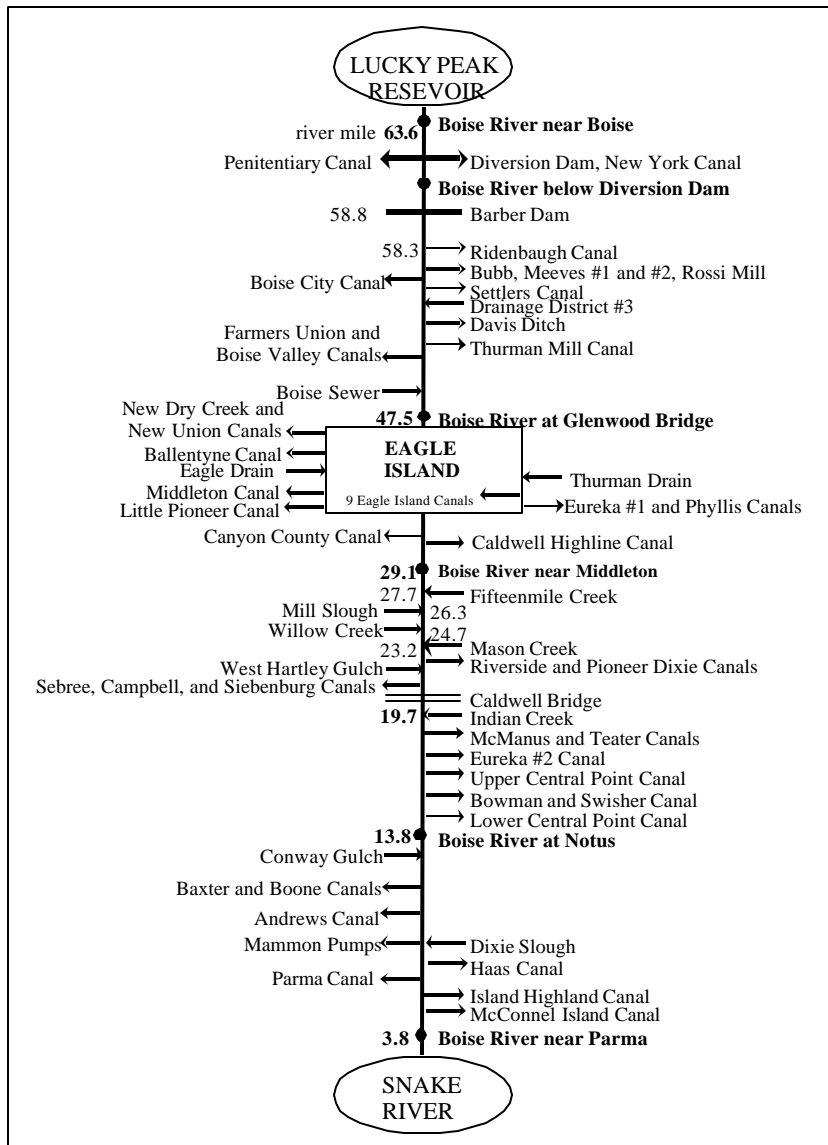 LUCKY PEAK
RESEVOIR
river mile 63.6
Boise River near Boise
Penitentiary Canal
Diversion Dam, New York Canal
Boise River below Diversion Dam
58.8
Barber Dam
58.3
Ridenbaugh Canal
Bubb, Meeves #1 and #2, Rossi Mill
Boise City Canal
Settlers Canal
Drainage District #3
Davis Ditch
Farmers Union and
Boise Valley Canals
Thurman Mill Canal
Boise Sewer
47.5
Boise River at Glenwood Bridge
New Dry Creek and
New Union Canals
EAGLE
ISLAND
Ballentyne Canal
Eagle Drain
Thurman Drain
Middleton Canal
9 Eagle Island Canals
Little Pioneer Canal
Eureka #1 and Phyllis Canals
Canyon County Canal
Caldwell Highline Canal
29.1
Boise River near Middleton
27.7
Fifteenmile Creek
Mill Slough
26.3
Willow Creek
24.7
23.2
Mason Creek
West Hartley Gulch
Riverside and Pioneer Dixie Canals
Sebree, Campbell, and Siebenburg Canals
Caldwell Bridge
19.7
Indian Creek
McManus and Teater Canals
Eureka #2 Canal
Upper Central Point Canal
Bowman and Swisher Canal
Lower Central Point Canal
13.8
Boise River at Notus
Conway Gulch
Baxter and Boone Canals
Andrews Canal
Mammon Pumps
Dixie Slough
Haas Canal
Parma Canal
Island Highland Canal
McConnel Island Canal
3.8
Boise River near Parma
SNAKE
RIVER